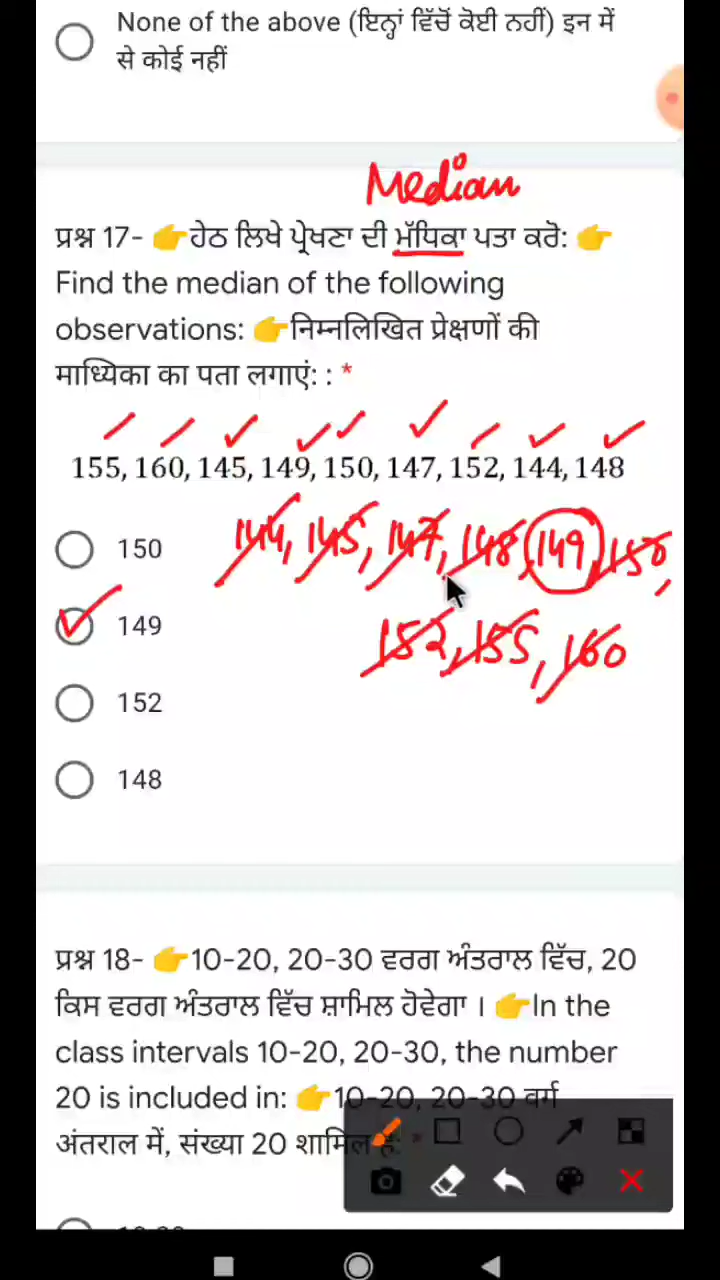 None of the above (ਇਨ੍ਹਾਂ ਵਿੱਚੋਂ ਕੋਈ ਨਹੀਂ) इन में
से कोई नहीं
Median
ਪ੍ਰਸ਼ਨ 17- 👉ਹੇਠ ਲਿਖੇ ਪ੍ਰੇਖਣਾ ਦੀ ਮੱਧਿਕਾ ਪਤਾ ਕਰੋ: 👉
Find the median of the following
observations: 👉निम्नलिखित प्रेक्षणों की
माध्यिका का पता लगाएं: : *
155, 160, 145, 149, 150, 147, 152, 144, 148
144, 145, 147, 148, 149, 150,
152, 155, 160
150
149
152
148
ਪ੍ਰਸ਼ਨ 18- 👉10-20, 20-30 ਵਰਗ ਅੰਤਰਾਲ ਵਿੱਚ, 20
ਕਿਸ ਵਰਗ ਅੰਤਰਾਲ ਵਿੱਚ ਸ਼ਾਮਿਲ ਹੋਵੇਗਾ । 👉In the
class intervals 10-20, 20-30, the number
20 is included in: 👉10-20, 20-30 वर्ग
अंतराल में, संख्या 20 शामिल है: *